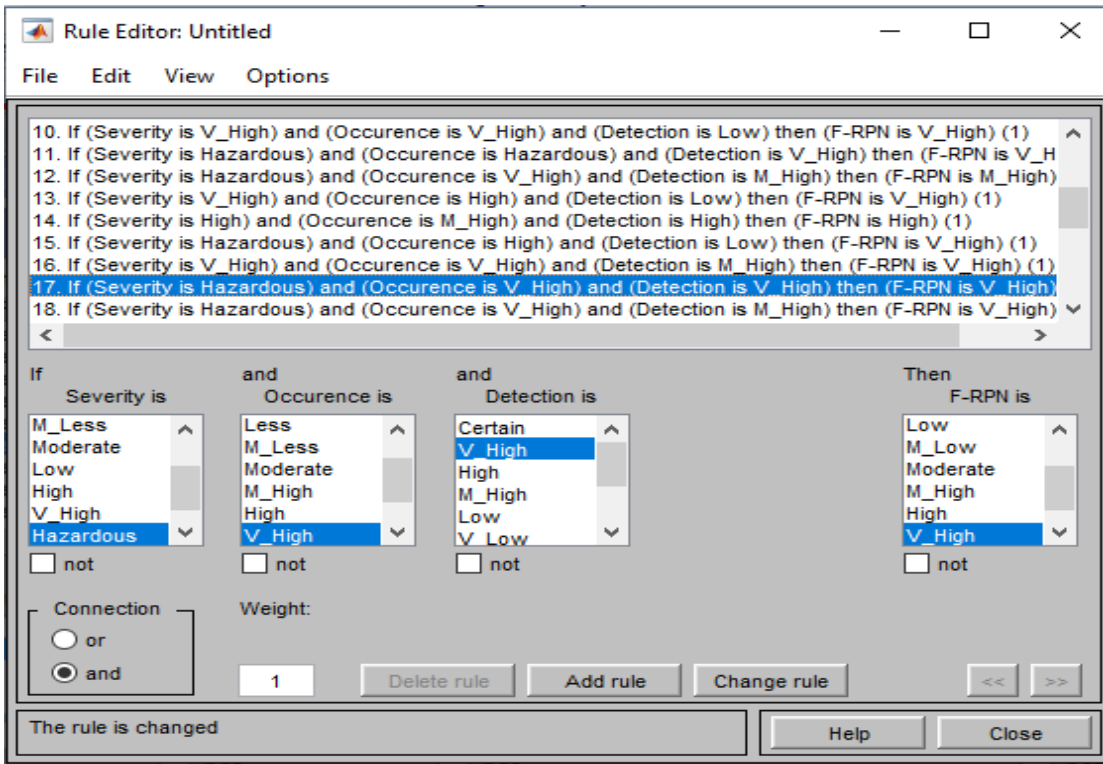 Rule Editor: Untitled
File Edit View Options
10. If (Severity is V_High) and (Occurence is V_High) and (Detection is Low) then (F-RPN is V_High) (1)
11. If (Severity is Hazardous) and (Occurence is Hazardous) and (Detection is V_High) then (F-RPN is V_H
12. If (Severity is Hazardous) and (Occurence is V_High) and (Detection is M_High) then (F-RPN is M_High)
13. If (Severity is V_High) and (Occurence is High) and (Detection is Low) then (F-RPN is V_High) (1)
14. If (Severity is High) and (Occurence is M_High) and (Detection is High) then (F-RPN is High) (1)
15. If (Severity is Hazardous) and (Occurence is High) and (Detection is Low) then (F-RPN is V_High) (1)
16. If (Severity is V_High) and (Occurence is V_High) and (Detection is M_High) then (F-RPN is V_High) (1)
17. If (Severity is Hazardous) and (Occurence is V_High) and (Detection is V_High) then (F-RPN is V_High)
18. If (Severity is Hazardous) and (Occurence is V_High) and (Detection is M_High) then (F-RPN is V_High)
If
Severity is
M_Less
Moderate
Low
High
V_High
Hazardous
not
and
Occurence is
Less
M_Less
Moderate
M_High
High
V_High
not
and
Detection is
Certain
V_High
High
M_High
Low
V_Low
not
Then
F-RPN is
Low
M_Low
Moderate
M_High
High
V_High
not
Connection
or
and
Weight:
1
Delete rule
Add rule
Change rule
<<
>>
The rule is changed
Help
Close